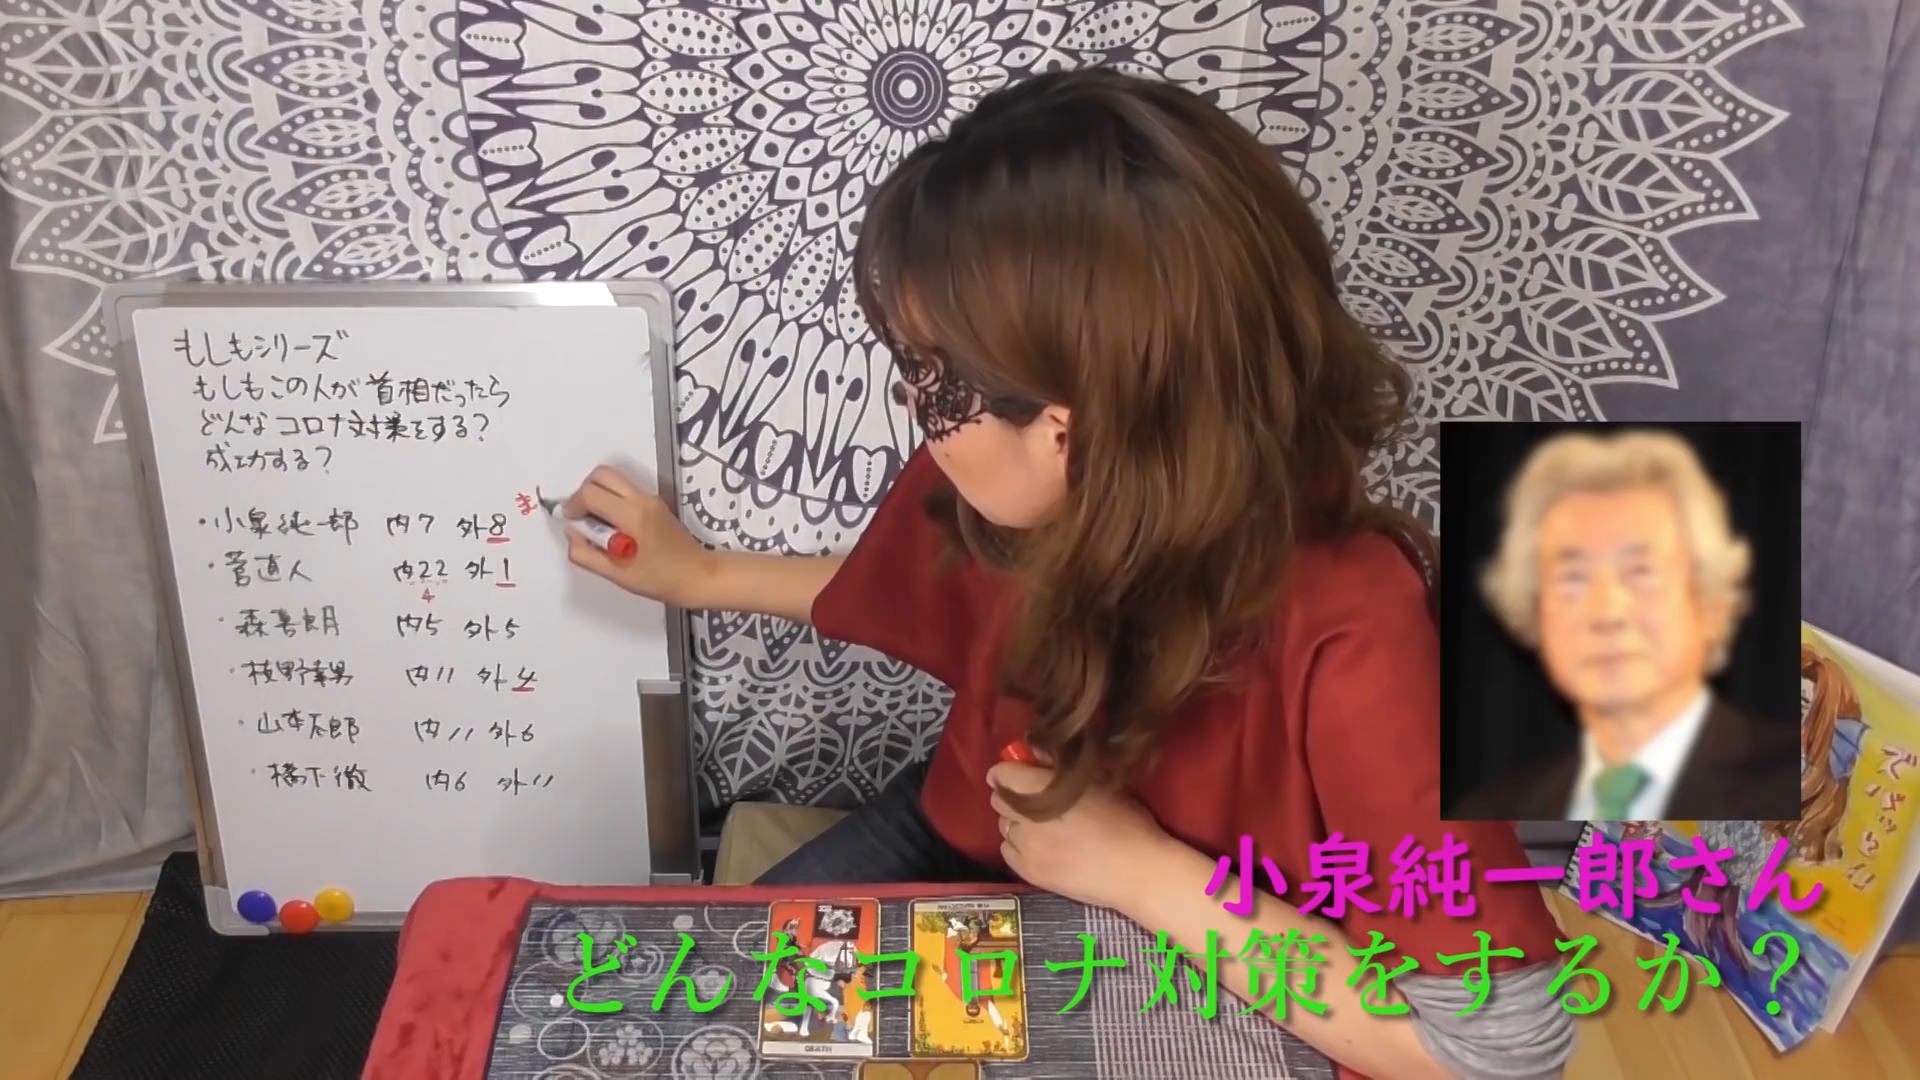 もしもシリーズ
もしもこの人が首相だったら
どんなコロナ対策をする?
成功する?
・小泉純一郎 内7 外8
・菅直人 内22 外1
4
・森喜朗 内5 外5
・枝野幸男 内11 外4
・山本太郎 内11 外6
・橋下徹 内6 外11
DEATH
小泉純一郎さん
どんなコロナ対策をするか?